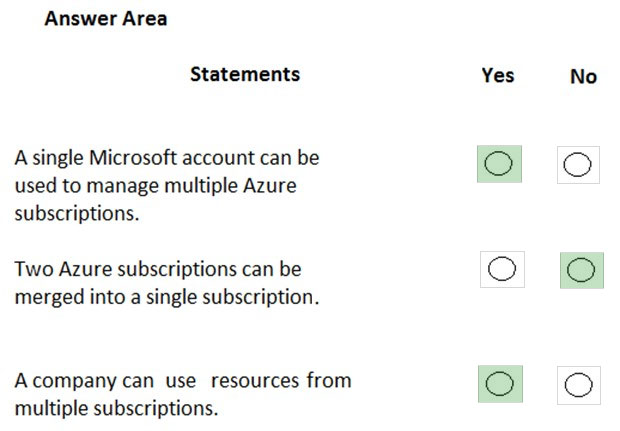 Answer Area
Statements Yes No
A single Microsoft account can be
used to manage multiple Azure
subscriptions.
Two Azure subscriptions can be
merged into a single subscription.
A company can use resources from
multiple subscriptions.